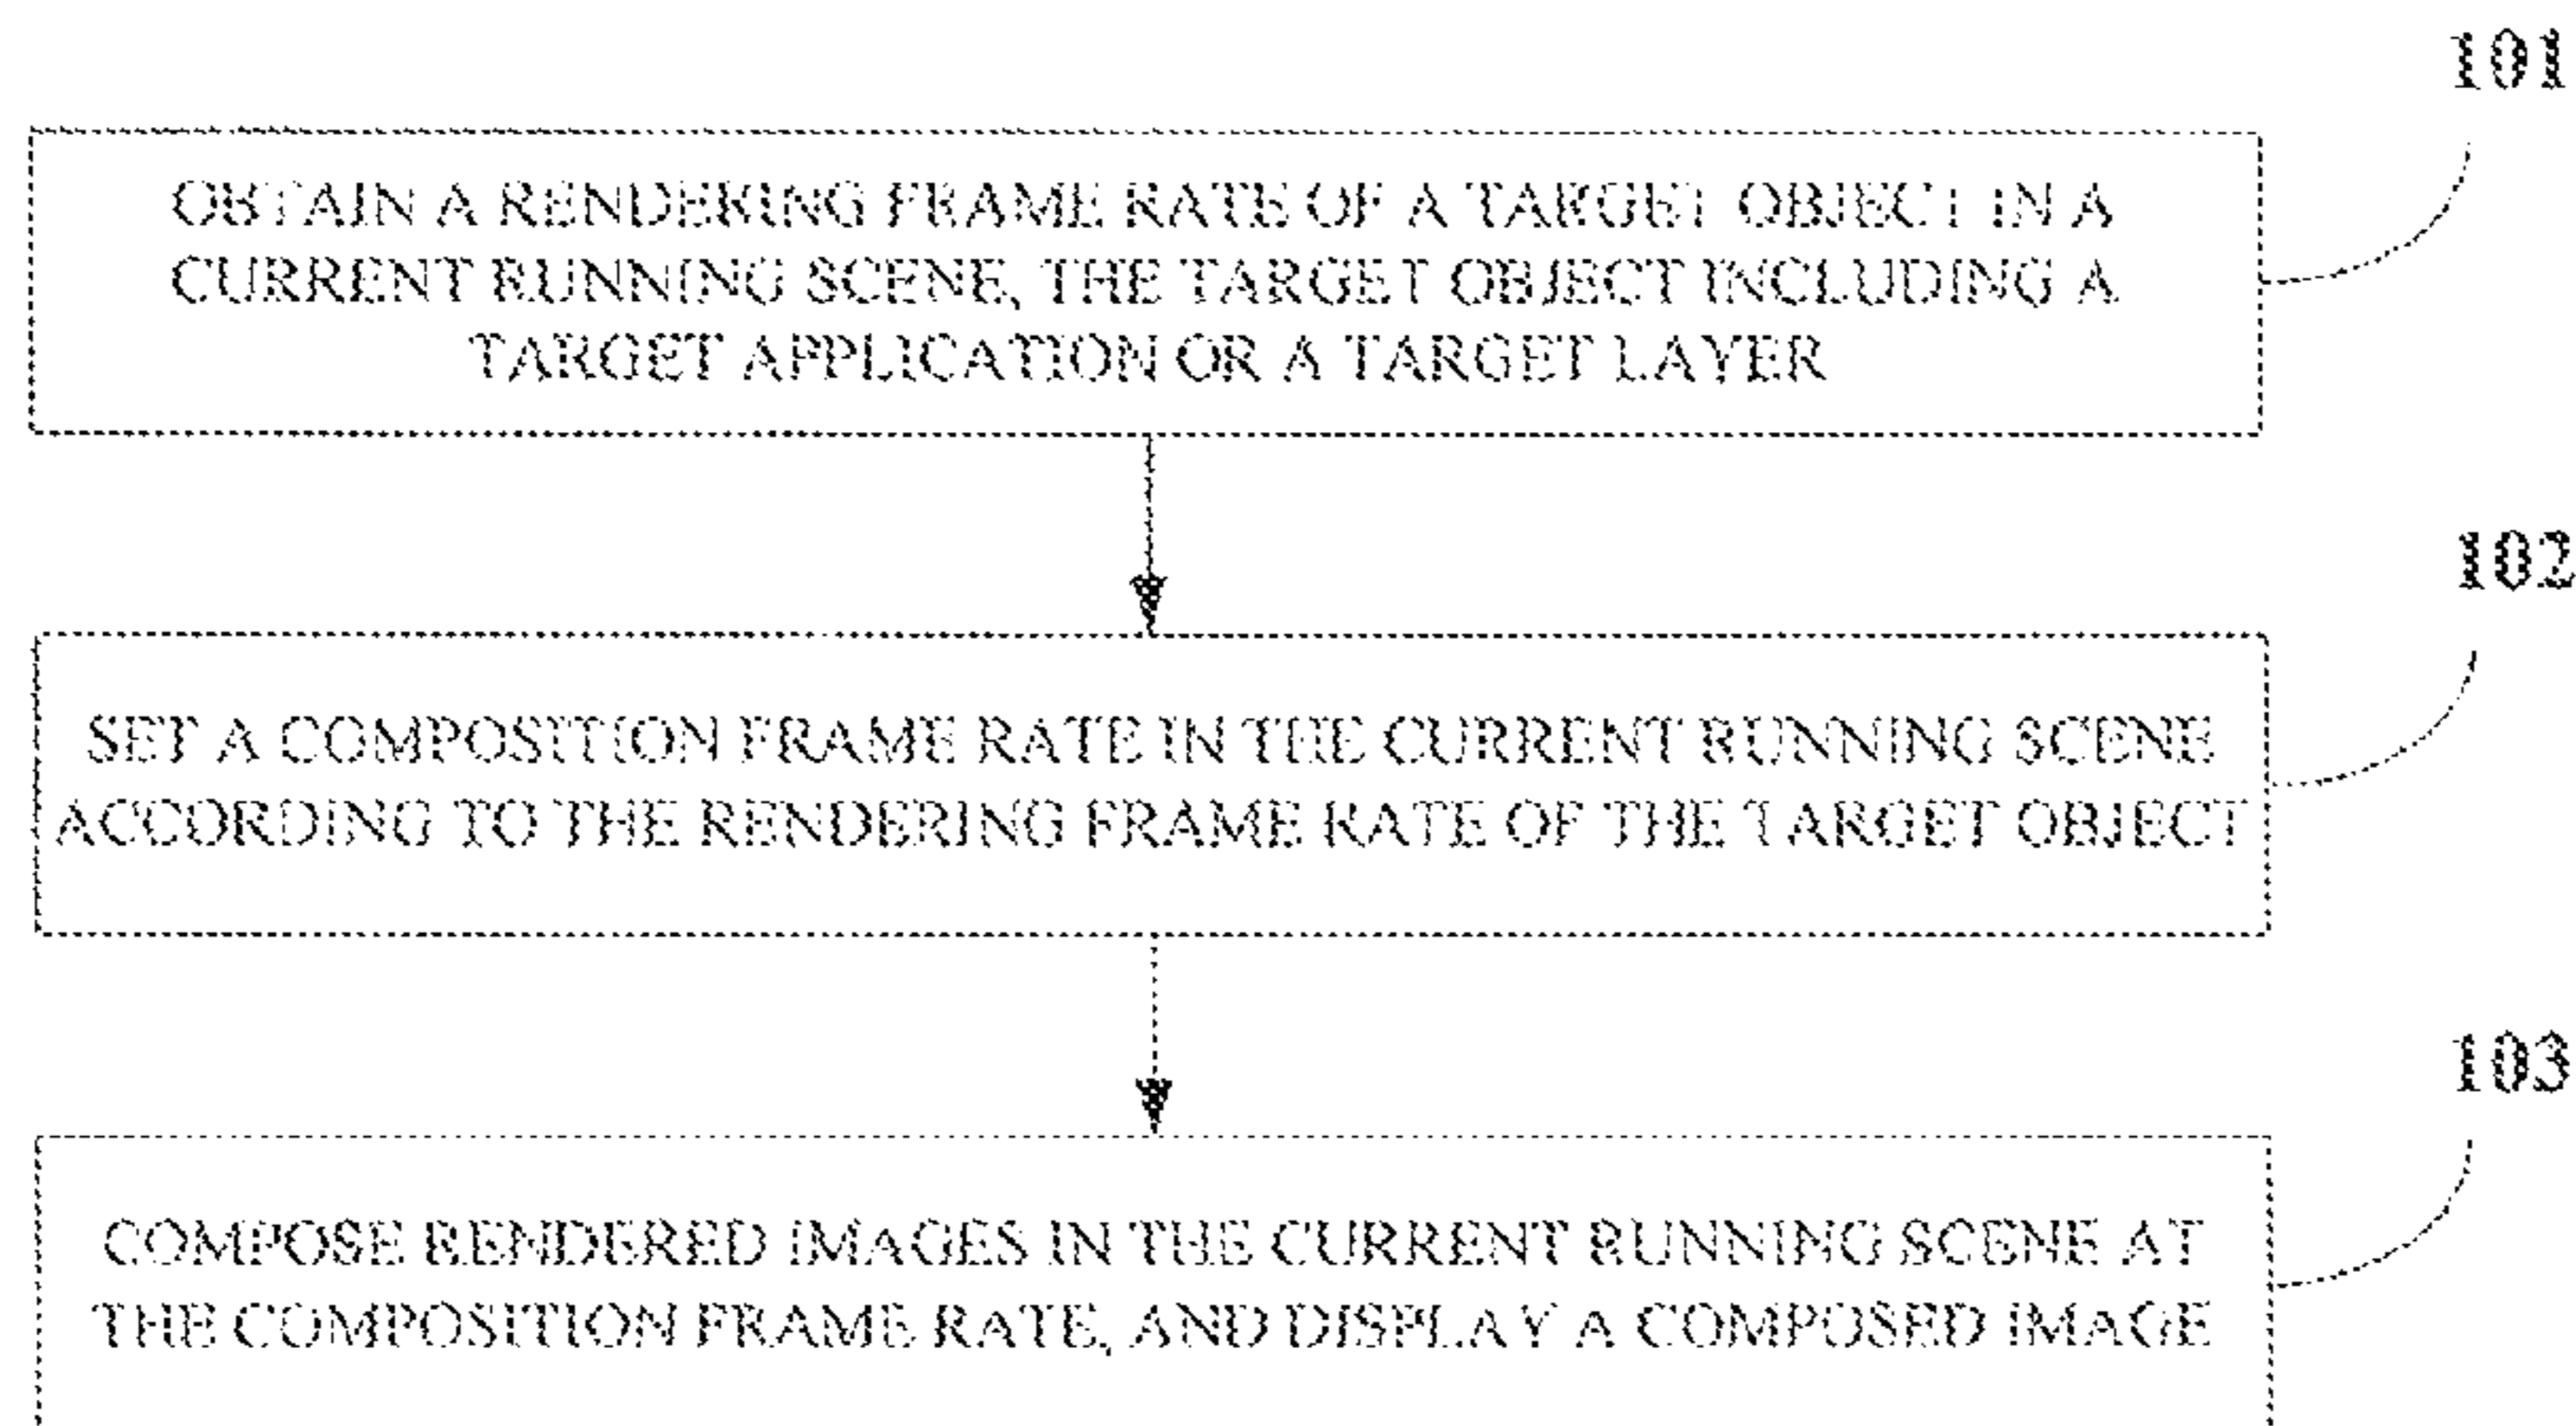 101
OBTAIN A RENDERING FRAME RATE OF A TARGET OBJECT IN A
CURRENT RUNNING SCENE, THE TARGET OBJECT INCLUDING A
TARGET APPLICATION OR A TARGET LAYER
102
SET A COMPOSITION FRAME RATE IN THE CURRENT RUNNING SCENE
ACCORDING TO THE RENDERING FRAME RATE OF THE TARGET OBJECT
103
COMPOSE RENDERED IMAGES IN THE CURRENT RUNNING SCENE AT
THE COMPOSITION FRAME RATE, AND DISPLAY A COMPOSED IMAGE